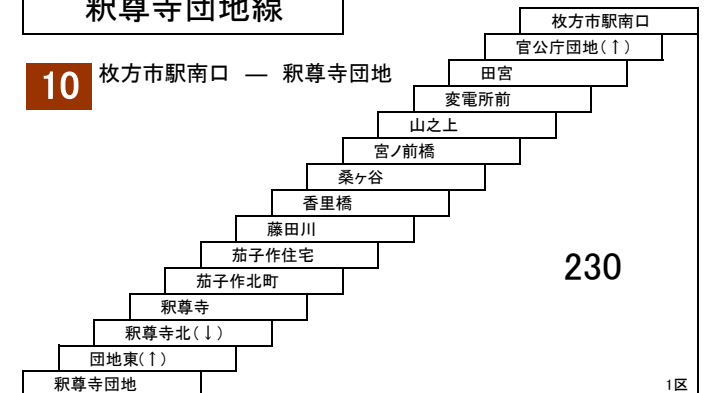 釈尊寺団地線
10 枚方市駅南口 ― 釈尊寺団地
枚方市駅南口
官公庁団地(↑)
田宮
変電所前
山之上
宮ノ前橋
桑ヶ谷
香里橋
藤田川
茄子作住宅
茄子作北町
釈尊寺
釈尊寺北(↓)
団地東(↑)
釈尊寺団地
230
1区